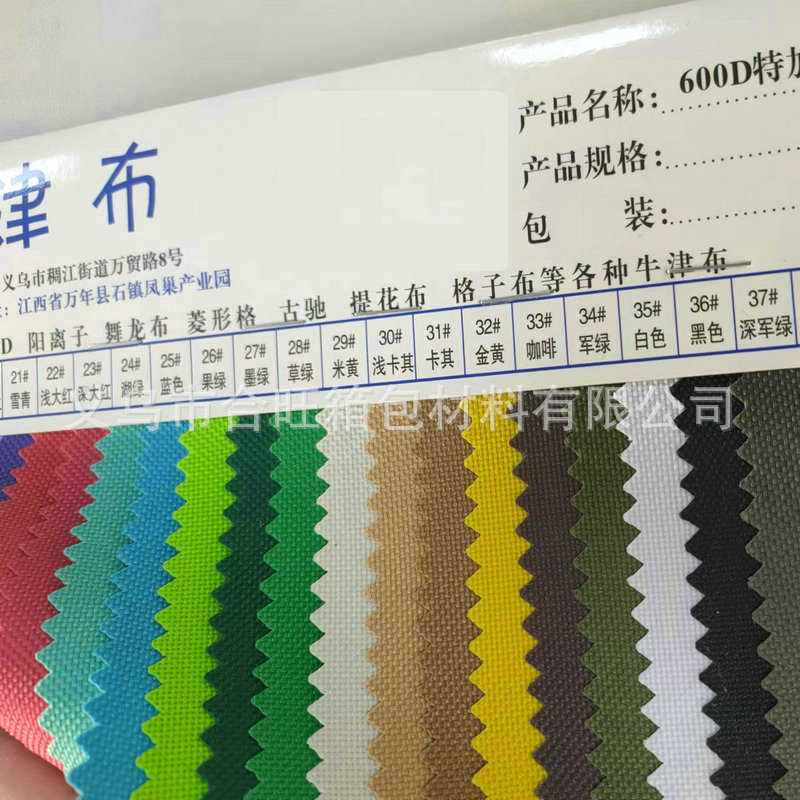 600D特加
产品名称：
产品规格：
包 装：
津布
义乌市稠江街道万贸路8号
江西省万年县石镇凤巢产业园
D 阳离子 舞龙布 菱形格 古驰 提花布 格子布等各种牛津布
21# 22# 23# 24# 25# 26# 27# 28# 29# 30# 31# 32# 33# 34# 35# 36# 37#
雪青 浅大红 深大红 湖绿 蓝色 果绿 墨绿 草绿 米黄 浅卡其 卡其 金黄 咖啡 军绿 白色 黑色 深军绿
义乌市合旺箱包材料有限公司